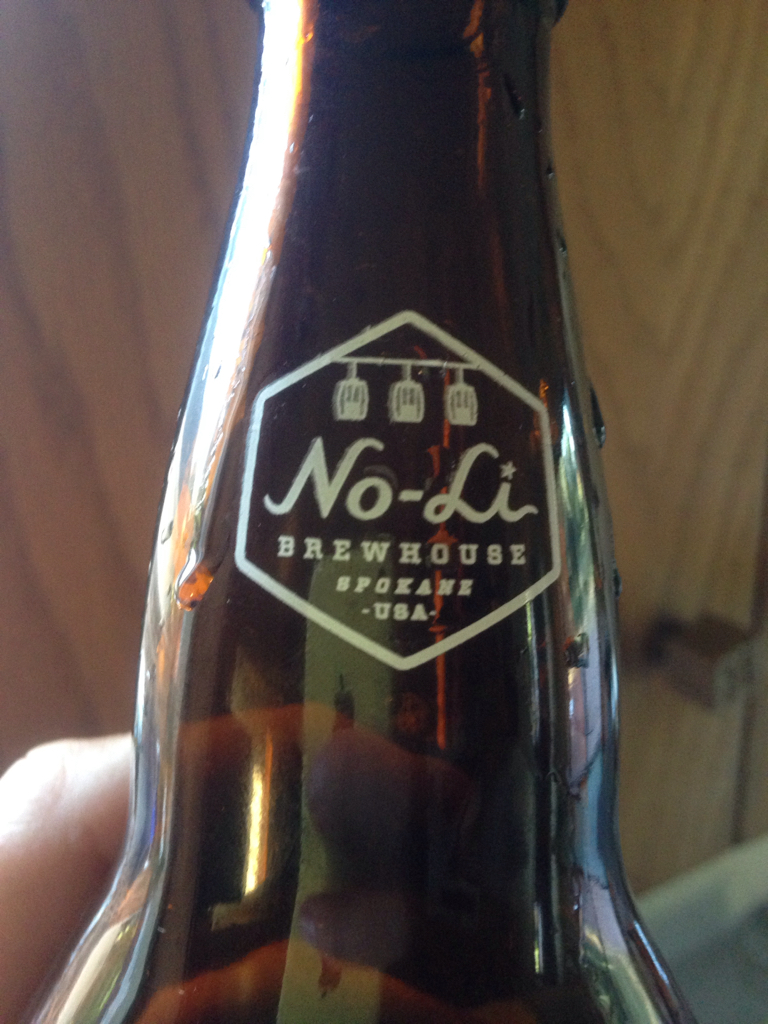 No-Li
BREWHOUSE
SPOKANE
-USA-